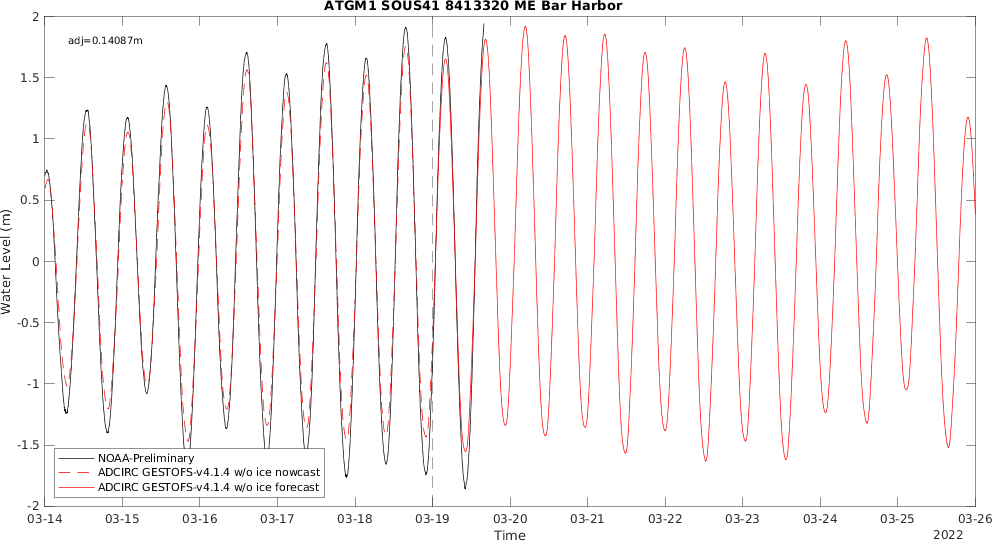 ATGM1 SOUS41 8413320 ME Bar Harbor
adj=0.14087m
Water Level (m)
2
1.5
1
0.5
0
-0.5
-1
-1.5
-2
NOAA-Preliminary
ADCIRC GESTOFS-v4.1.4 w/o ice nowcast
ADCIRC GESTOFS-v4.1.4 w/o ice forecast
03-14 03-15 03-16 03-17 03-18 03-19 03-20 03-21 03-22 03-23 03-24 03-25 03-26
Time
2022